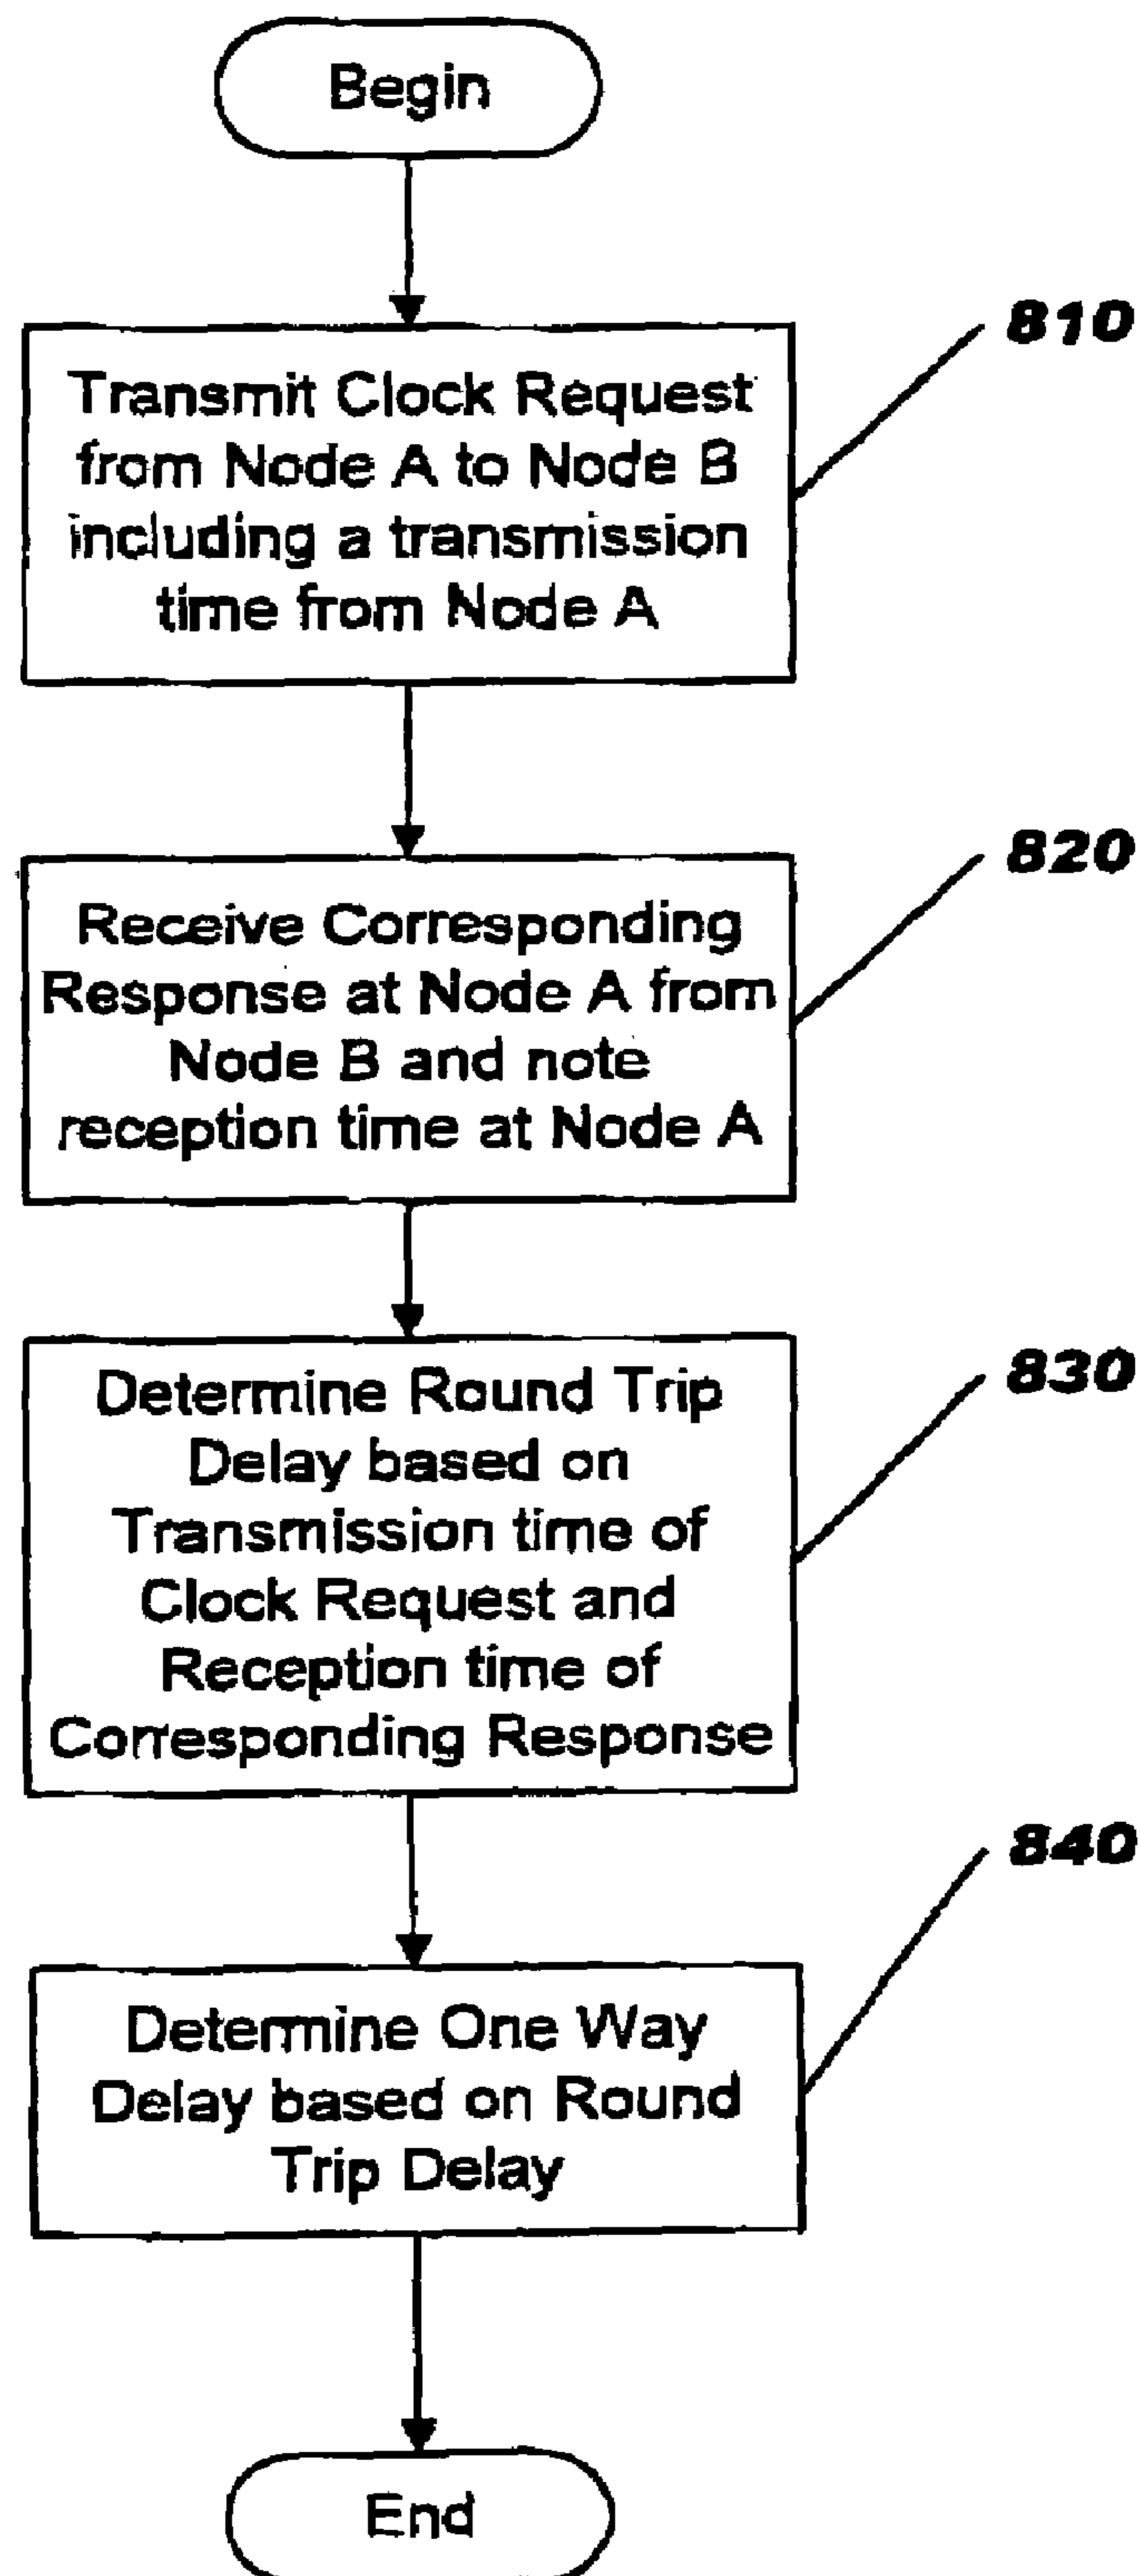 Begin
810
Transmit Clock Request
from Node A to Node B
including a transmission
time from Node A
820
Receive Corresponding
Response at Node A from
Node B and note
reception time at Node A
830
Determine Round Trip
Delay based on
Transmission time of
Clock Request and
Reception time of
Corresponding Response
840
Determine One Way
Delay based on Round
Trip Delay
End